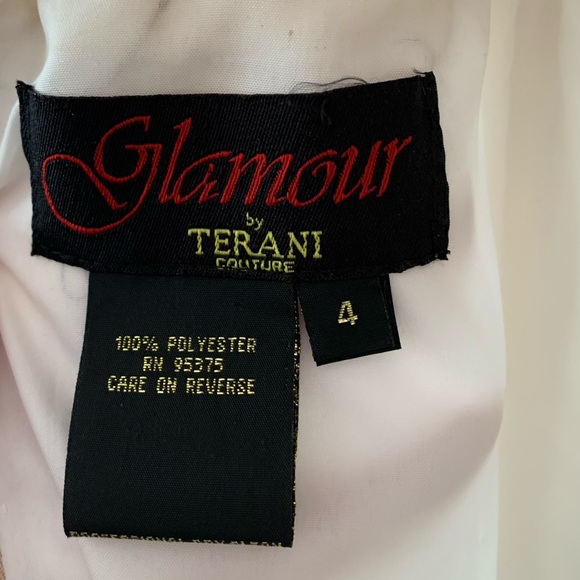 Glamour
by
TERANI
COUTURE
4
100% POLYESTER
RN 95375
CARE ON REVERSE